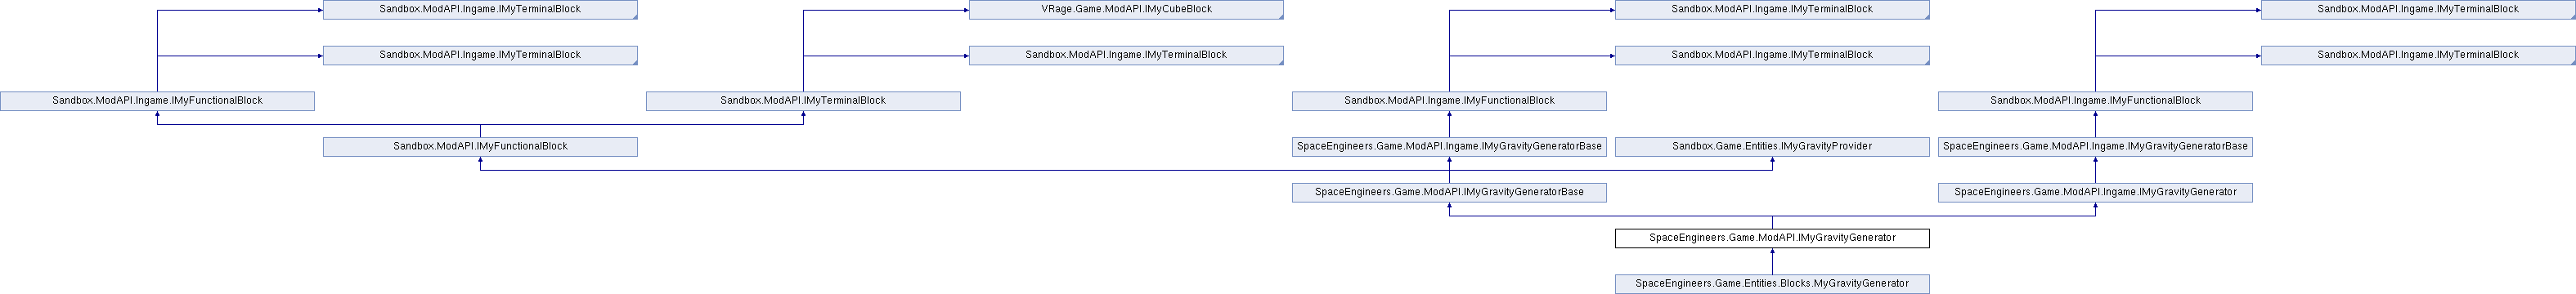 Sandbox.ModAPI.Ingame.IMyTerminalBlock
VRage.Game.ModAPI.IMyCubeBlock
Sandbox.ModAPI.Ingame.IMyTerminalBlock
Sandbox.ModAPI.Ingame.IMyTerminalBlock
Sandbox.ModAPI.Ingame.IMyTerminalBlock
Sandbox.ModAPI.Ingame.IMyTerminalBlock
Sandbox.ModAPI.Ingame.IMyTerminalBlock
Sandbox.ModAPI.Ingame.IMyTerminalBlock
Sandbox.ModAPI.Ingame.IMyFunctionalBlock
Sandbox.ModAPI.IMyTerminalBlock
Sandbox.ModAPI.Ingame.IMyFunctionalBlock
Sandbox.ModAPI.Ingame.IMyFunctionalBlock
Sandbox.ModAPI.IMyFunctionalBlock
SpaceEngineers.Game.ModAPI.Ingame.IMyGravityGeneratorBase
Sandbox.Game.Entities.IMyGravityProvider
SpaceEngineers.Game.ModAPI.Ingame.IMyGravityGeneratorBase
SpaceEngineers.Game.ModAPI.IMyGravityGeneratorBase
SpaceEngineers.Game.ModAPI.Ingame.IMyGravityGenerator
SpaceEngineers.Game.ModAPI.IMyGravityGenerator
SpaceEngineers.Game.Entities.Blocks.MyGravityGenerator